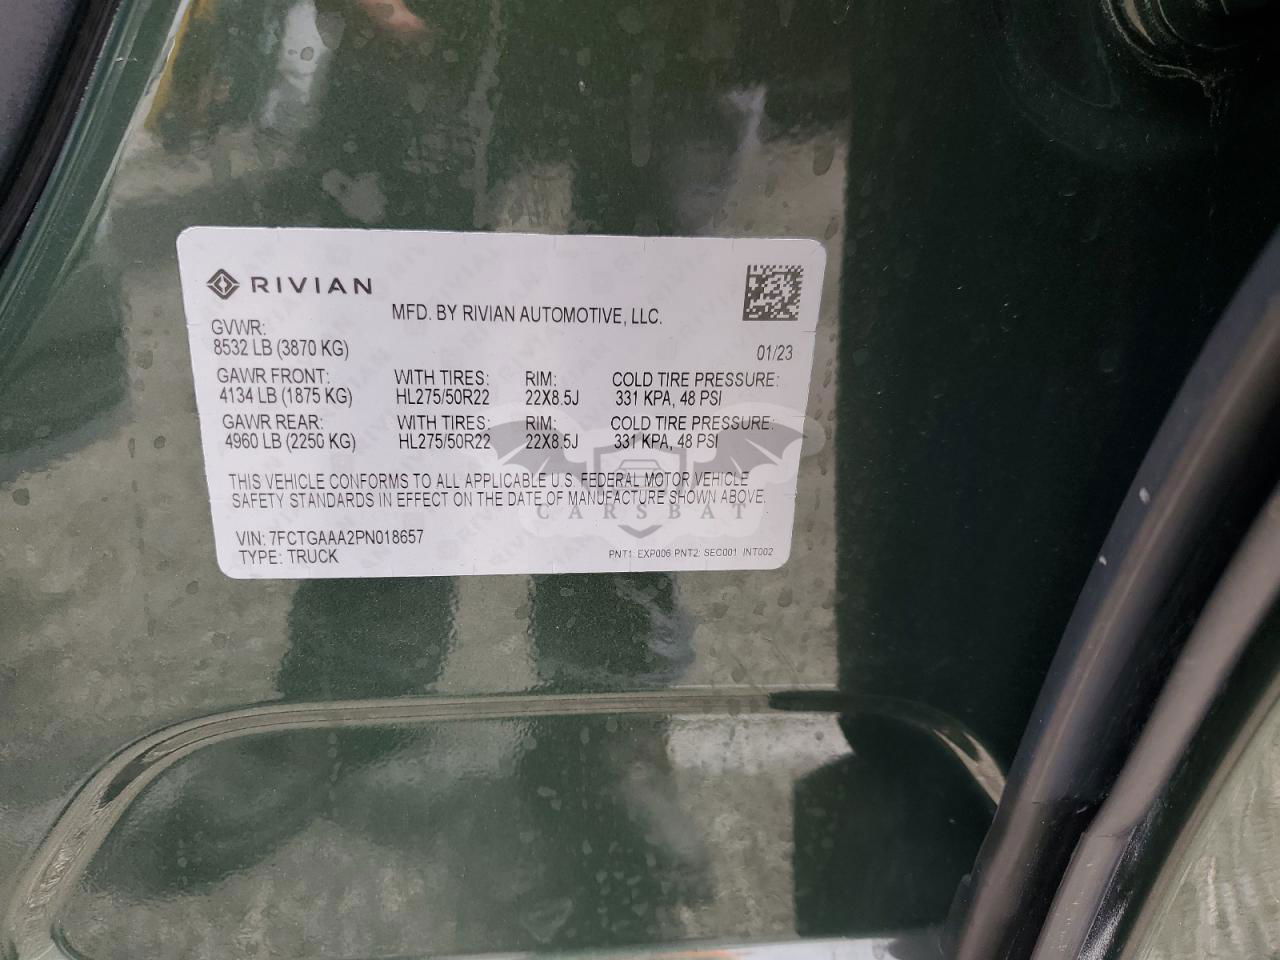 RIVIAN
MFD. BY RIVIAN AUTOMOTIVE, LLC.
GVWR:
8532 LB (3870 KG)
01/23
GAWR FRONT: WITH TIRES: RIM: COLD TIRE PRESSURE:
4134 LB (1875 KG) HL275/50R22 22X8.5J 331 KPA, 48 PSI
GAWR REAR: WITH TIRES: RIM: COLD TIRE PRESSURE:
4960 LB (2250 KG) HL275/50R22 22X8.5J 331 KPA, 48 PSI
THIS VEHICLE CONFORMS TO ALL APPLICABLE U.S. FEDERAL MOTOR VEHICLE
SAFETY STANDARDS IN EFFECT ON THE DATE OF MANUFACTURE SHOWN ABOVE.
CARSBAT
VIN: 7FCTGAAA2PN018657
TYPE: TRUCK
PNT1: EXP006 PNT2: SEC001 INT002